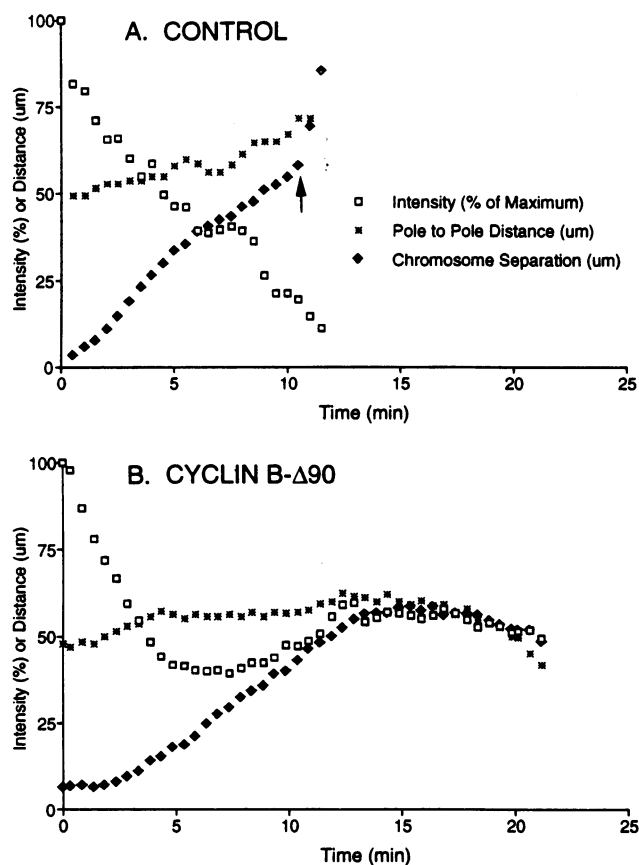 A. CONTROL
100
75
50
25
0
Intensity (%) or Distance (um)
Intensity (% of Maximum)
Pole to Pole Distance (um)
Chromosome Separation (um)
0 5 10 15 20 25
Time (min)
B. CYCLIN B-Δ90
100
75
50
25
0
Intensity (%) or Distance (um)
0 5 10 15 20 25
Time (min)